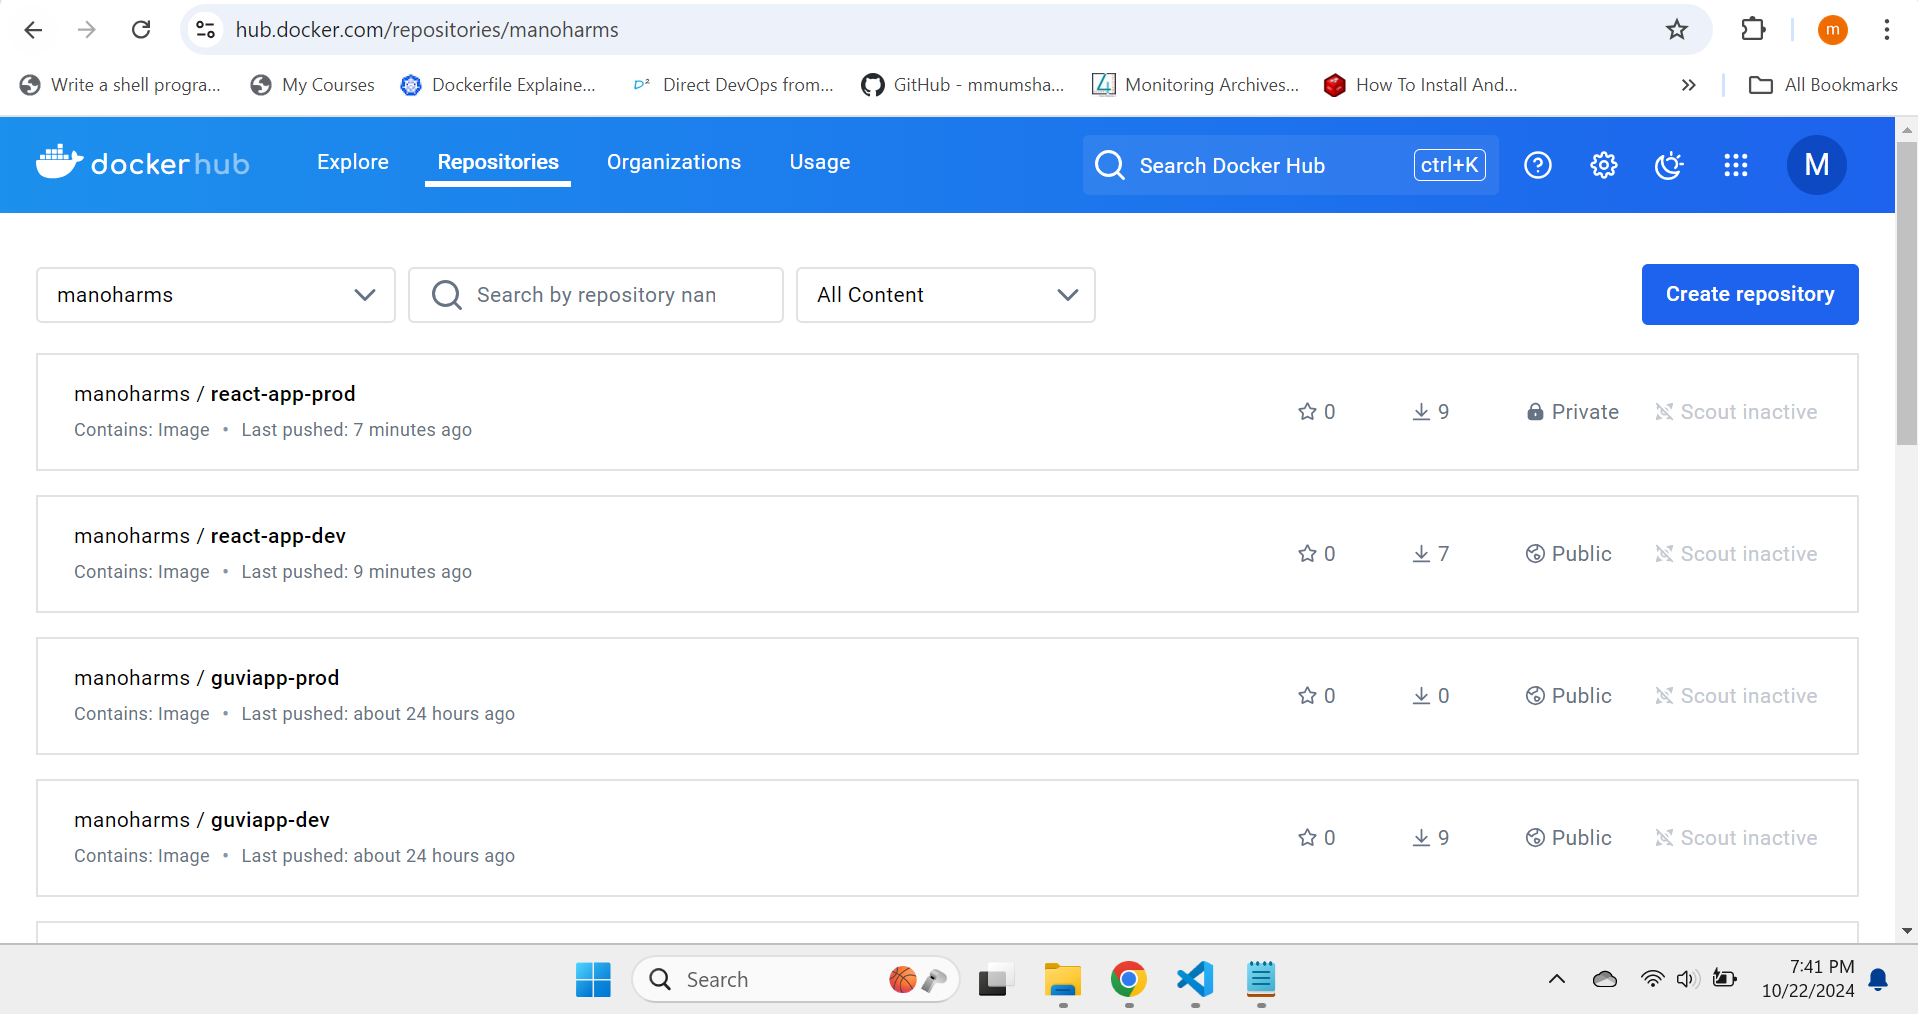 hub.docker.com/repositories/manoharms
m
Write a shell progra...
My Courses
Dockerfile Explaine...
D² Direct DevOps from...
GitHub - mmumsha...
Monitoring Archives...
How To Install And...
All Bookmarks
docker hub
Explore
Repositories
Organizations
Usage
Search Docker Hub
ctrl+K
M
manoharms
Search by repository nan
All Content
Create repository
manoharms / react-app-prod
Contains: Image • Last pushed: 7 minutes ago
0
9
Private
Scout inactive
manoharms / react-app-dev
Contains: Image • Last pushed: 9 minutes ago
0
7
Public
Scout inactive
manoharms / guviapp-prod
Contains: Image • Last pushed: about 24 hours ago
0
0
Public
Scout inactive
manoharms / guviapp-dev
Contains: Image • Last pushed: about 24 hours ago
0
9
Public
Scout inactive
Search
7:41 PM
10/22/2024